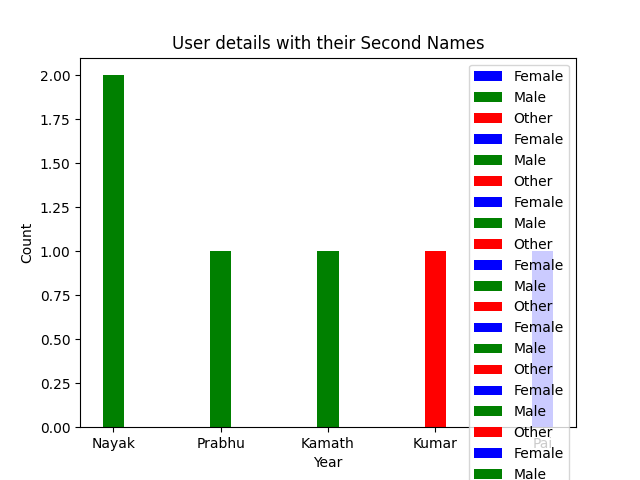 User details with their Second Names
Count
2.00
1.75
1.50
1.25
1.00
0.75
0.50
0.25
0.00
Nayak
Prabhu
Kamath
Kumar
Pai
Year
Female
Male
Other
Female
Male
Other
Female
Male
Other
Female
Male
Other
Female
Male
Other
Female
Male
Other
Female
Male